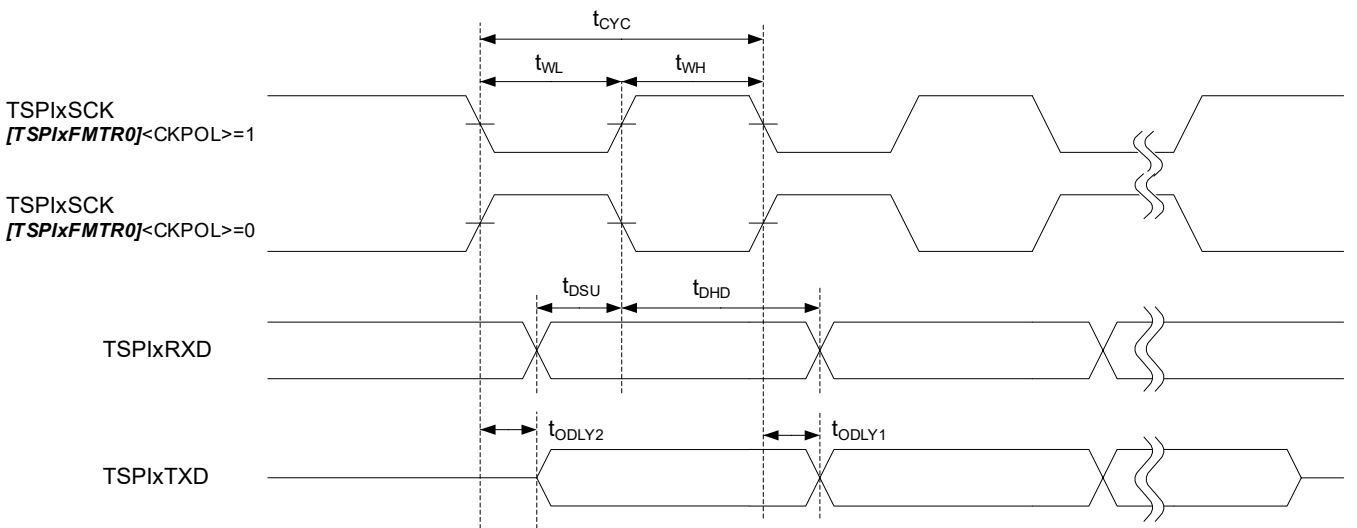 tCYC
tWL tWH
TSPIxSCK
[TSPIxFMTR0]<CKPOL>=1
TSPIxSCK
[TSPIxFMTR0]<CKPOL>=0
tDSU tDHD
TSPIxRXD
tODLY2 tODLY1
TSPIxTXD